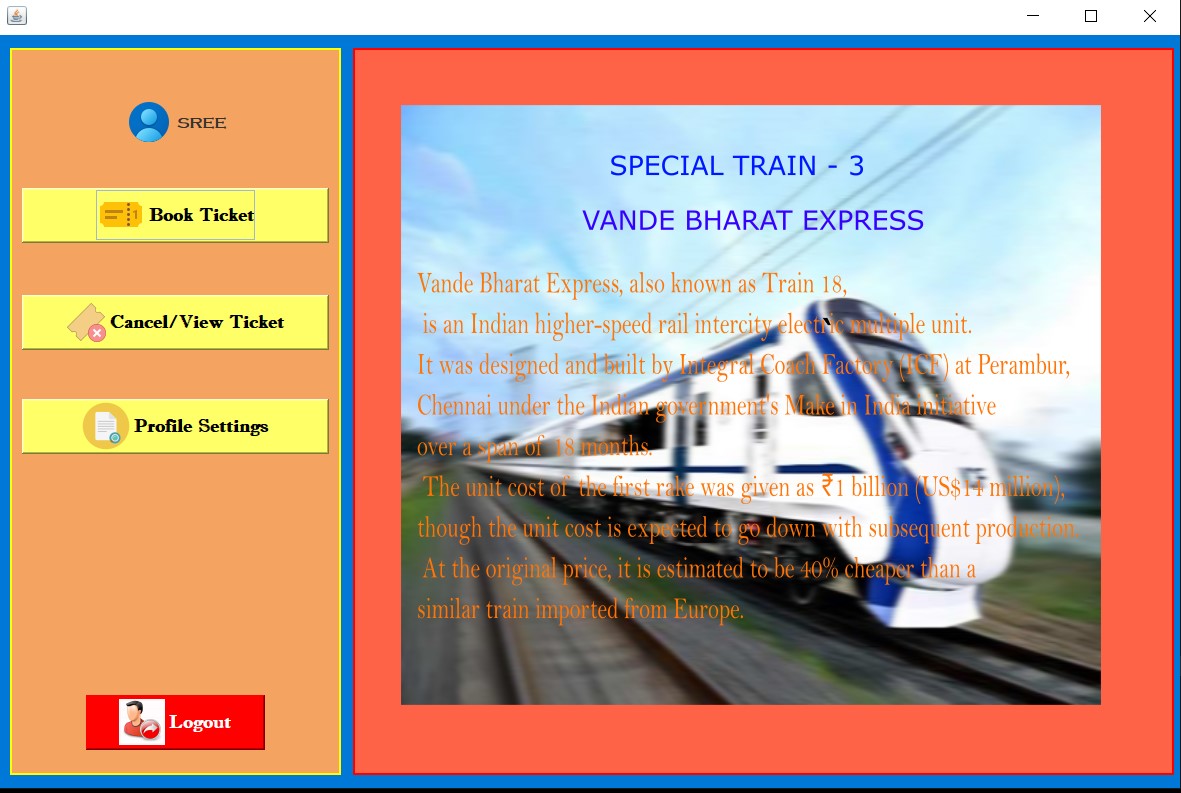 SREE
Book Ticket
Cancel/View Ticket
Profile Settings
Logout
SPECIAL TRAIN - 3
VANDE BHARAT EXPRESS
Vande Bharat Express, also known as Train 18,
is an Indian higher-speed rail intercity electric multiple unit.
It was designed and built by Integral Coach Factory (ICF) at Perambur,
Chennai under the Indian government's Make in India initiative
over a span of 18 months.
The unit cost of the first rake was given as ₹1 billion (US$14 million),
though the unit cost is expected to go down with subsequent production.
At the original price, it is estimated to be 40% cheaper than a
similar train imported from Europe.